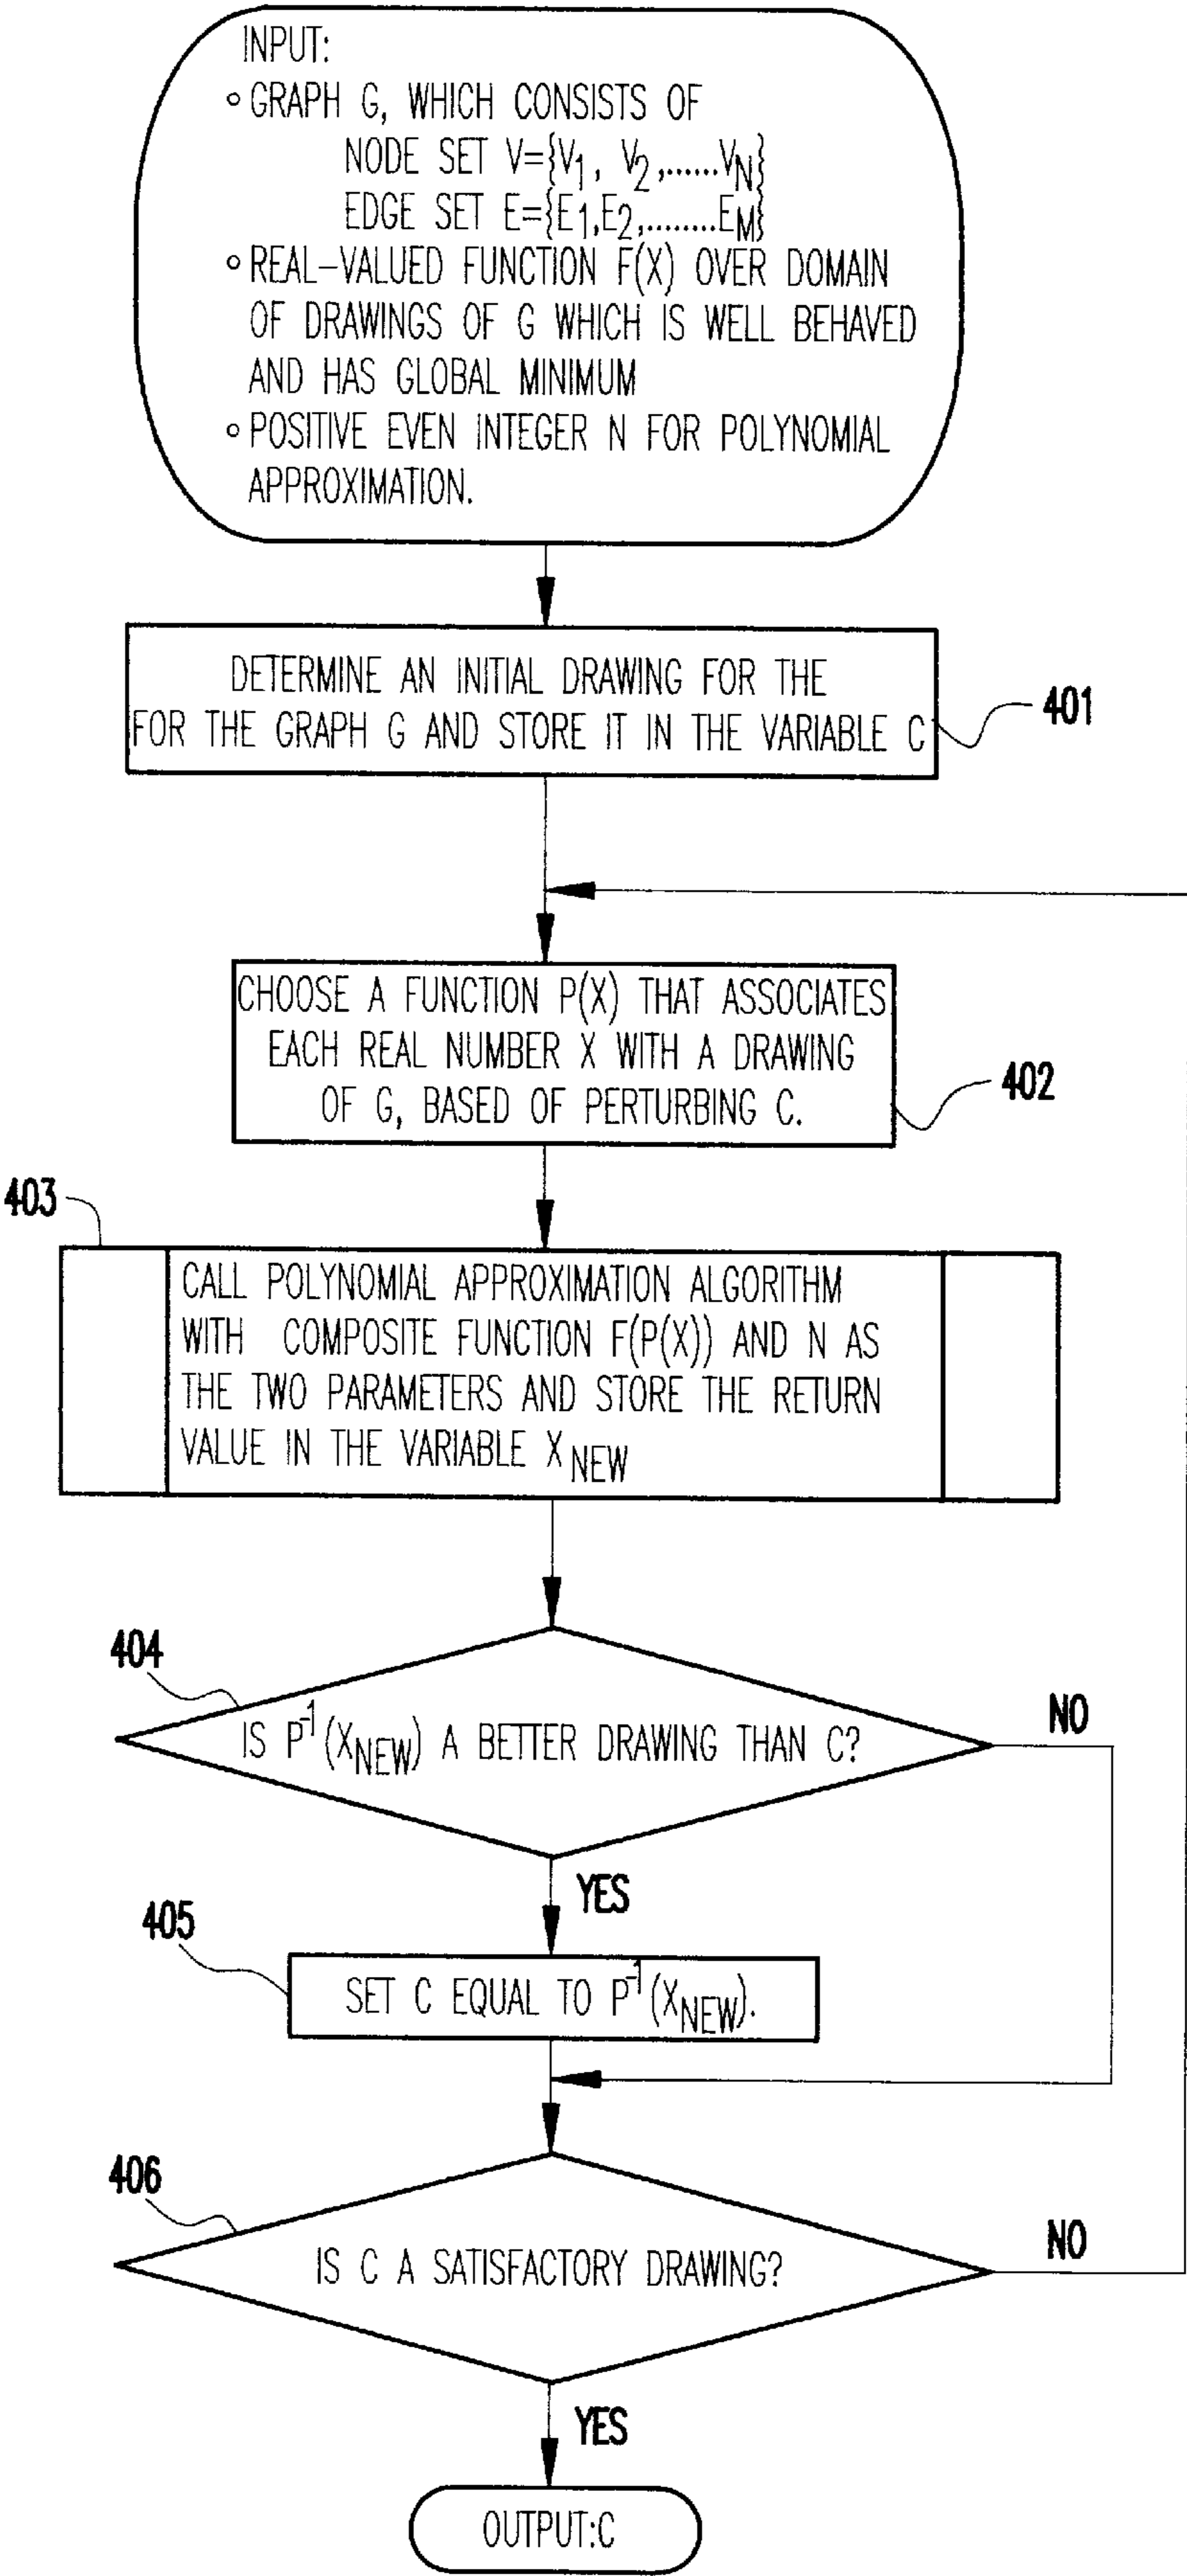 INPUT:
∘ GRAPH G, WHICH CONSISTS OF
NODE SET V={V1, V2,......VN}
EDGE SET E={E1,E2,........EM}
∘ REAL-VALUED FUNCTION F(X) OVER DOMAIN
OF DRAWINGS OF G WHICH IS WELL BEHAVED
AND HAS GLOBAL MINIMUM
∘ POSITIVE EVEN INTEGER N FOR POLYNOMIAL
APPROXIMATION.
DETERMINE AN INITIAL DRAWING FOR THE
FOR THE GRAPH G AND STORE IT IN THE VARIABLE C
401
CHOOSE A FUNCTION P(X) THAT ASSOCIATES
EACH REAL NUMBER X WITH A DRAWING
OF G, BASED OF PERTURBING C.
402
403
CALL POLYNOMIAL APPROXIMATION ALGORITHM
WITH COMPOSITE FUNCTION F(P(X)) AND N AS
THE TWO PARAMETERS AND STORE THE RETURN
VALUE IN THE VARIABLE XNEW
404
IS P-1(XNEW) A BETTER DRAWING THAN C?
NO
YES
405
SET C EQUAL TO P-1(XNEW).
406
IS C A SATISFACTORY DRAWING?
NO
YES
OUTPUT:C